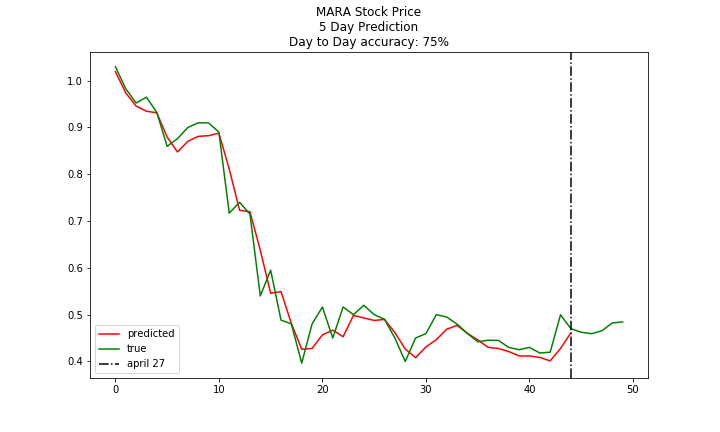 MARA Stock Price
5 Day Prediction
Day to Day accuracy: 75%
1.0
0.9
0.8
0.7
0.6
0.5
0.4
predicted
true
april 27
0 10 20 30 40 50